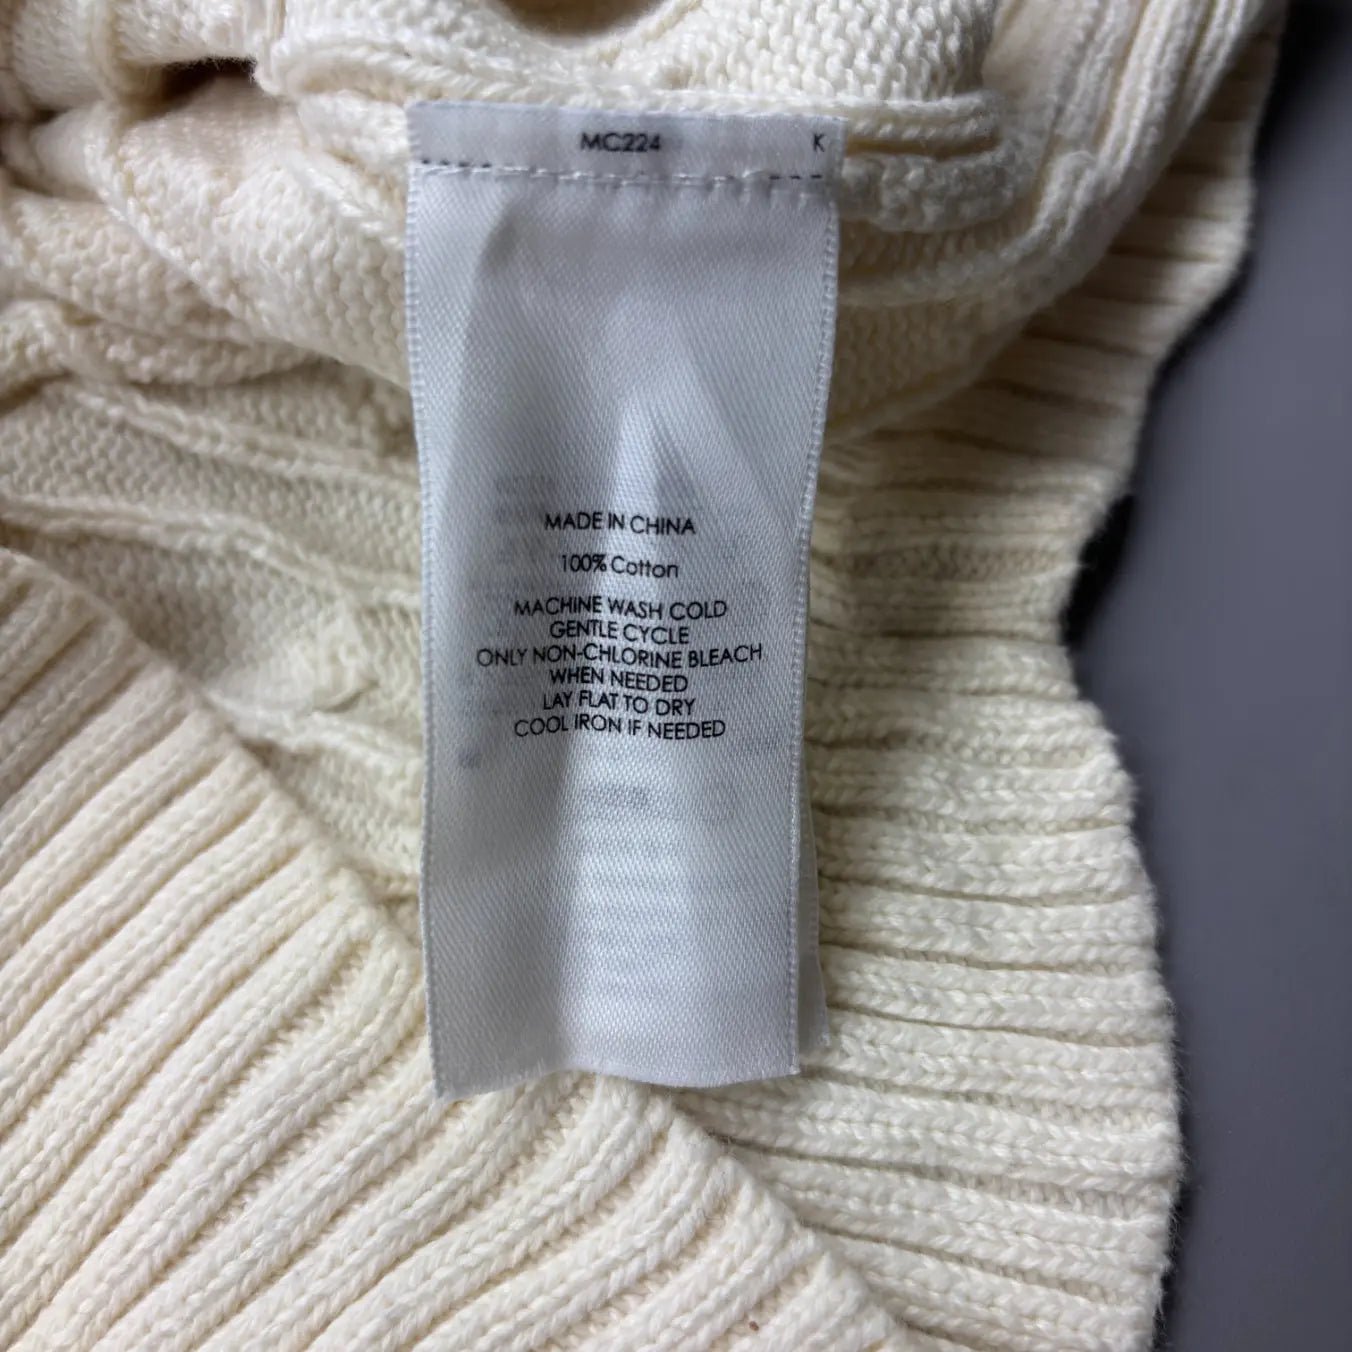 MC224 K
MADE IN CHINA
100% Cotton
MACHINE WASH COLD
GENTLE CYCLE
ONLY NON-CHLORINE BLEACH
WHEN NEEDED
LAY FLAT TO DRY
COOL IRON IF NEEDED